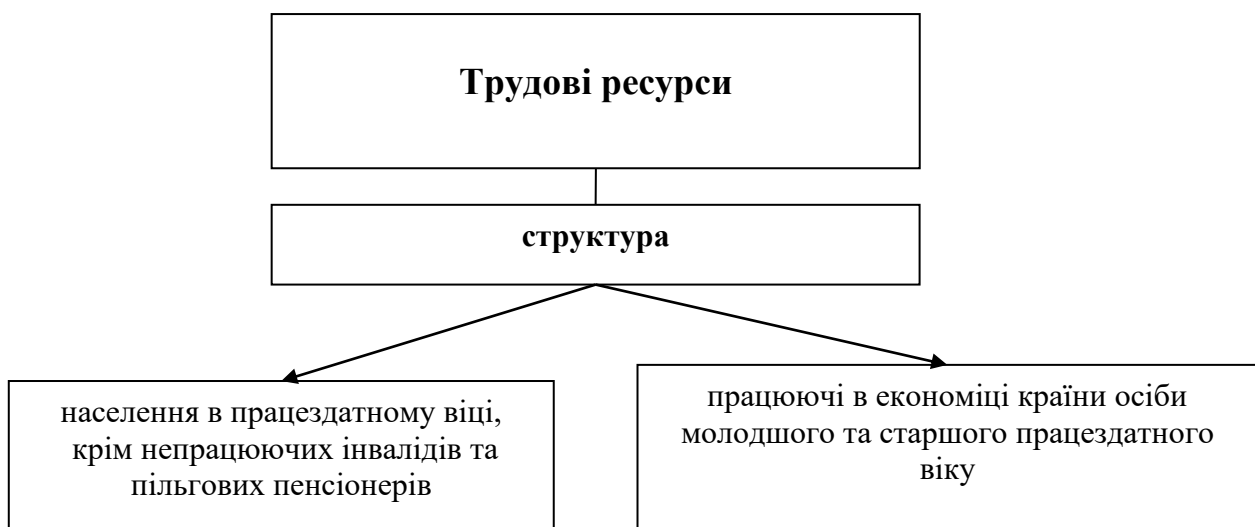 Трудові ресурси
структура
населення в працездатному віці,
крім непрацюючих інвалідів та
пільгових пенсіонерів
працюючі в економіці країни осіби
молодшого та старшого працездатного
віку